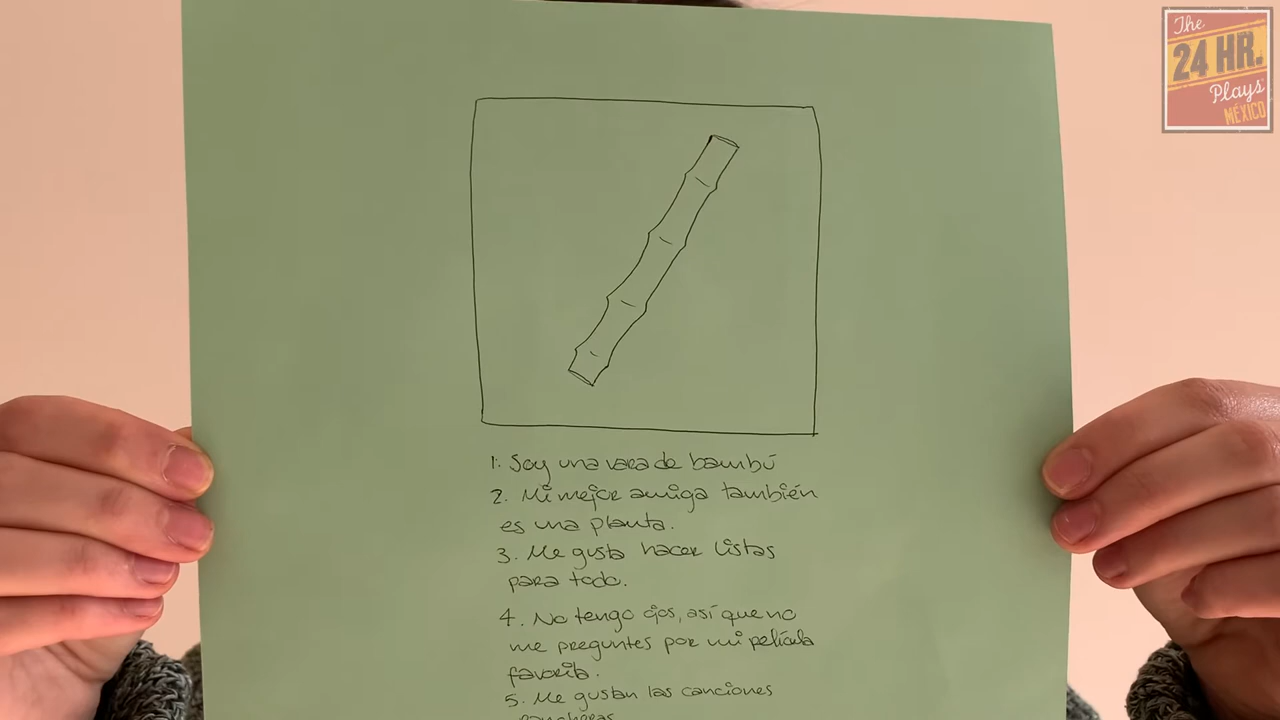 The
24 HR.
Plays
MÉXICO
1. Soy una vara de bambú
2. Mi mejor amiga también
es una planta.
3. Me gusta hacer listas
para todo.
4. No tengo ojos, así que no
me preguntes por mi película
favorita.
5. Me gustan las canciones
rancheras